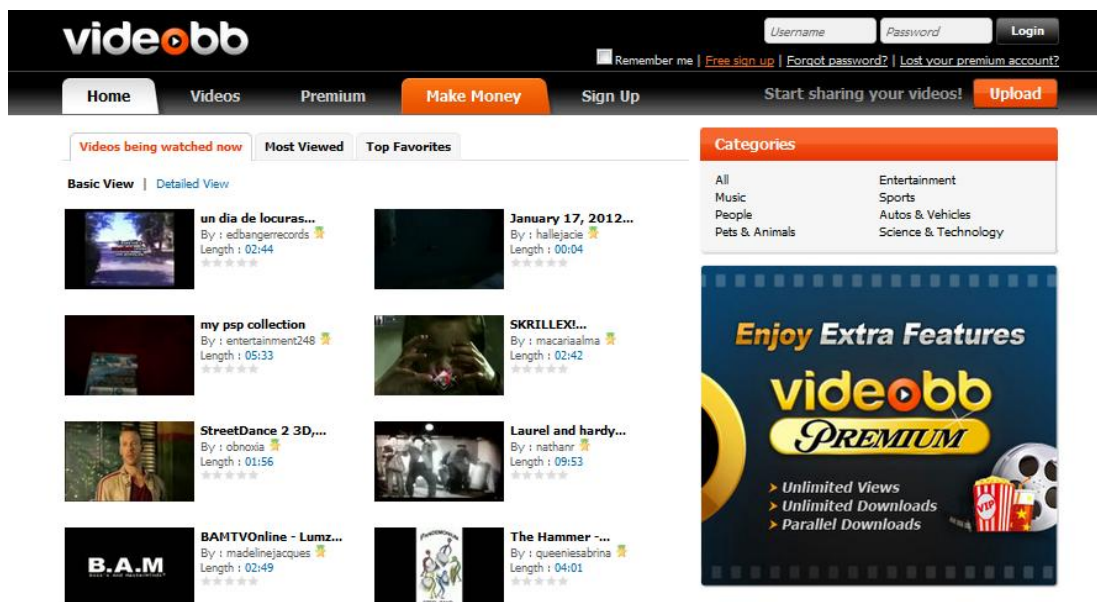 videobb
Username Password Login
Remember me | Free sign up | Forgot password? | Lost your premium account?
Home Videos Premium Make Money Sign Up Start sharing your videos! Upload
Videos being watched now Most Viewed Top Favorites
Basic View | Detailed View
un dia de locuras...
By : edbangerrecords
Length : 02:44
January 17, 2012...
By : hallejacie
Length : 00:04
my psp collection
By : entertainment248
Length : 05:33
SKRILLEX!...
By : macariaalma
Length : 02:42
StreetDance 2 3D,...
By : obnoxia
Length : 01:56
Laurel and hardy...
By : nathanr
Length : 09:53
B.A.M
BAMTVOnline - Lumz...
By : madelinejacques
Length : 02:49
The Hammer -...
By : queeniesabrina
Length : 04:01
Categories
All Entertainment
Music Sports
People Autos & Vehicles
Pets & Animals Science & Technology
Enjoy Extra Features
videobb
PREMIUM
> Unlimited Views
> Unlimited Downloads
> Parallel Downloads
VIP